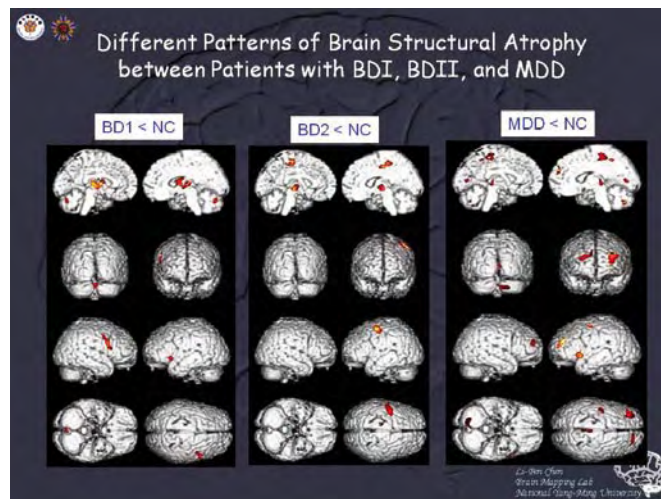 Different Patterns of Brain Structural Atrophy
between Patients with BDI, BDII, and MDD
BD1 < NC
BD2 < NC
MDD < NC
Li-Fen Chen
Brain Mapping Lab
National Yang-Ming University